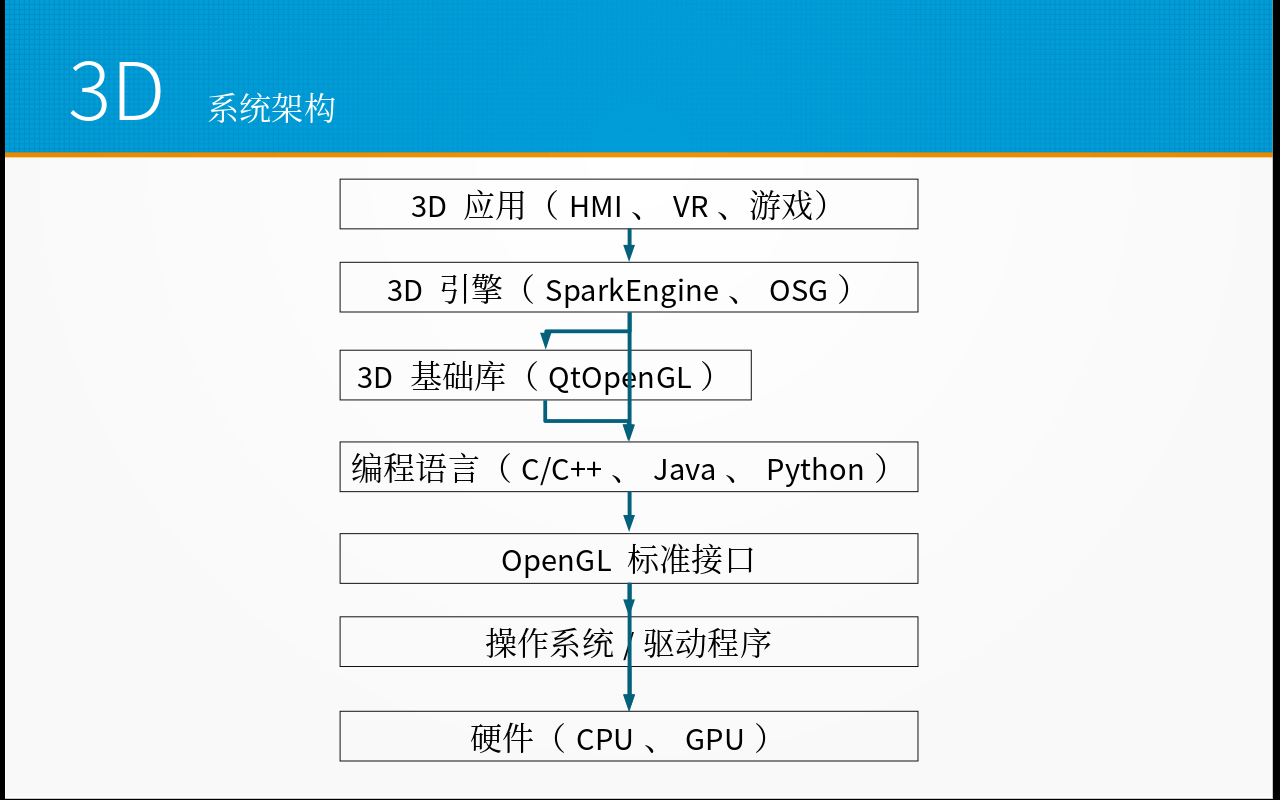 3D 系统架构
3D 应用（ HMI 、 VR 、游戏）
3D 引擎（ SparkEngine 、 OSG ）
3D 基础库（ QtOpenGL ）
编程语言（ C/C++ 、 Java 、 Python ）
OpenGL 标准接口
操作系统 / 驱动程序
硬件（ CPU 、 GPU ）